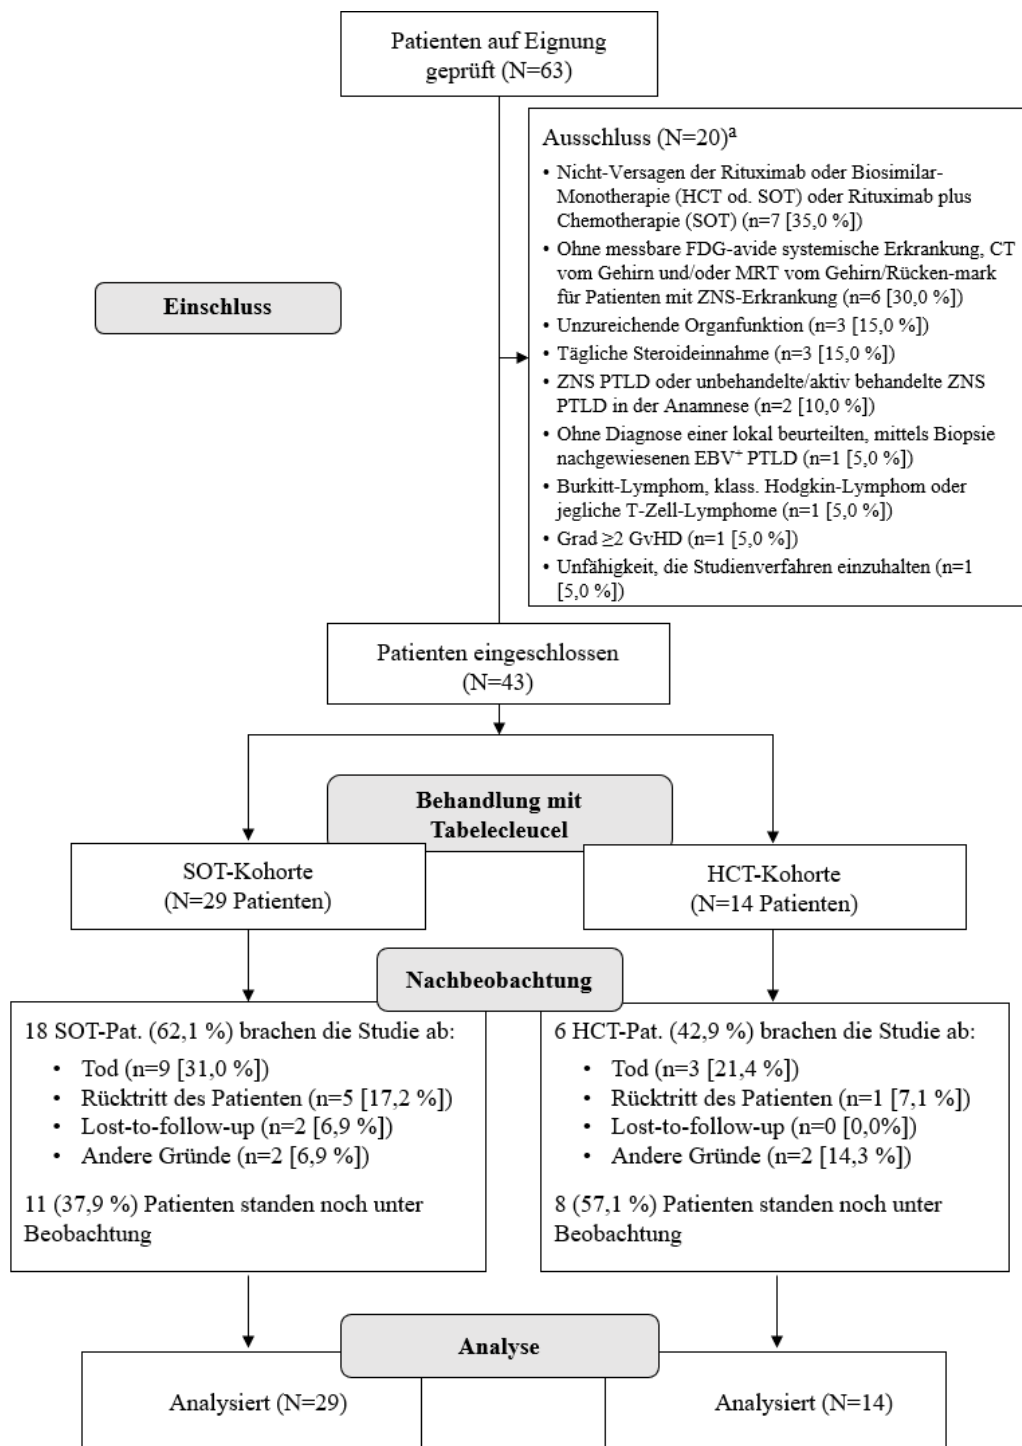 Patienten auf Eignung
geprüft (N=63)
Ausschluss (N=20)ᵃ
• Nicht-Versagen der Rituximab oder Biosimilar-
Monotherapie (HCT od. SOT) oder Rituximab plus
Chemotherapie (SOT) (n=7 [35,0 %])
• Ohne messbare FDG-avide systemische Erkrankung, CT
vom Gehirn und/oder MRT vom Gehirn/Rücken-mark
für Patienten mit ZNS-Erkrankung (n=6 [30,0 %])
• Unzureichende Organfunktion (n=3 [15,0 %])
• Tägliche Steroideinnahme (n=3 [15,0 %])
• ZNS PTLD oder unbehandelte/aktiv behandelte ZNS
PTLD in der Anamnese (n=2 [10,0 %])
• Ohne Diagnose einer lokal beurteilten, mittels Biopsie
nachgewiesenen EBV⁺ PTLD (n=1 [5,0 %])
• Burkitt-Lymphom, klass. Hodgkin-Lymphom oder
jegliche T-Zell-Lymphome (n=1 [5,0 %])
• Grad ≥2 GvHD (n=1 [5,0 %])
• Unfähigkeit, die Studienverfahren einzuhalten (n=1
[5,0 %])
Einschluss
Patienten eingeschlossen
(N=43)
Behandlung mit
Tabelecleucel
SOT-Kohorte
(N=29 Patienten)
HCT-Kohorte
(N=14 Patienten)
Nachbeobachtung
18 SOT-Pat. (62,1 %) brachen die Studie ab:
• Tod (n=9 [31,0 %])
• Rücktritt des Patienten (n=5 [17,2 %])
• Lost-to-follow-up (n=2 [6,9 %])
• Andere Gründe (n=2 [6,9 %])
11 (37,9 %) Patienten standen noch unter
Beobachtung
6 HCT-Pat. (42,9 %) brachen die Studie ab:
• Tod (n=3 [21,4 %])
• Rücktritt des Patienten (n=1 [7,1 %])
• Lost-to-follow-up (n=0 [0,0%])
• Andere Gründe (n=2 [14,3 %])
8 (57,1 %) Patienten standen noch unter
Beobachtung
Analyse
Analysiert (N=29)
Analysiert (N=14)